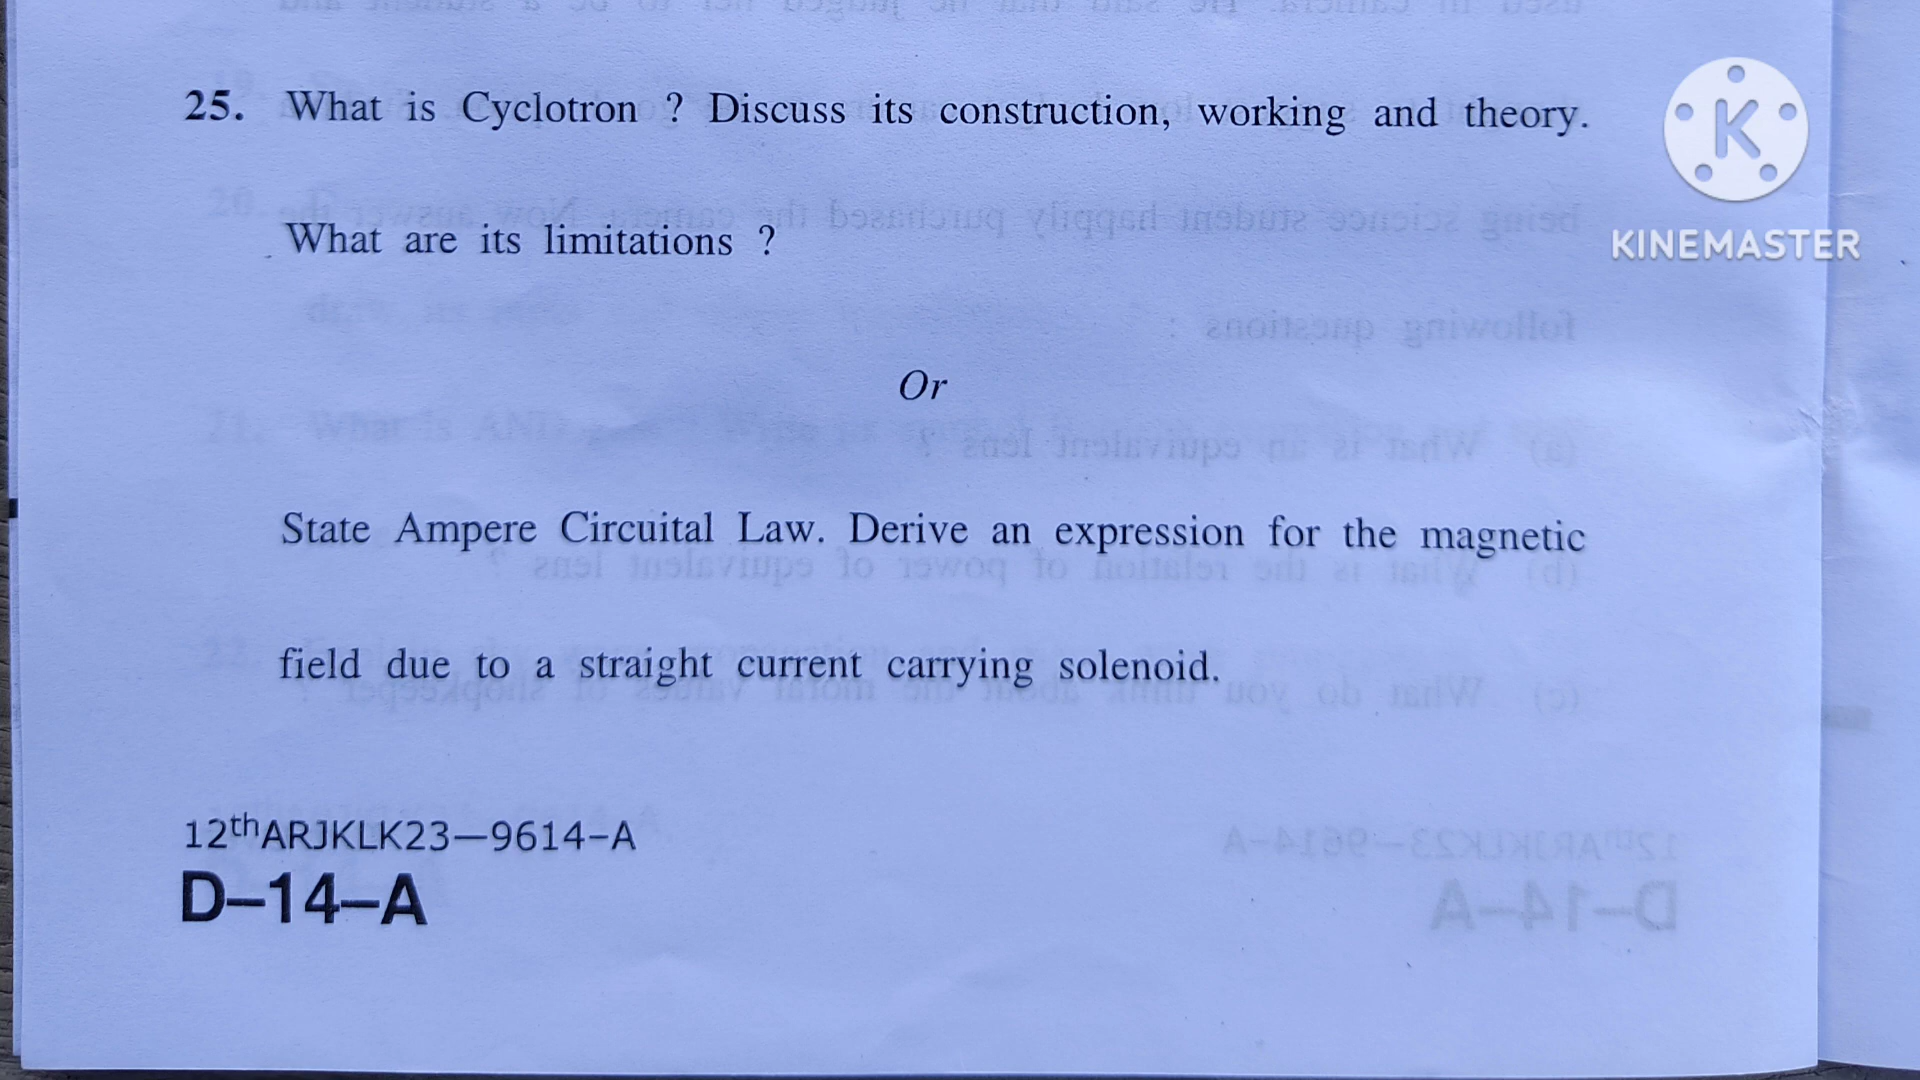 25. What is Cyclotron ? Discuss its construction, working and theory.
What are its limitations ?
Or
State Ampere Circuital Law. Derive an expression for the magnetic
field due to a straight current carrying solenoid.
12thARJKLK23—9614–A
D–14–A
K
KINEMASTER